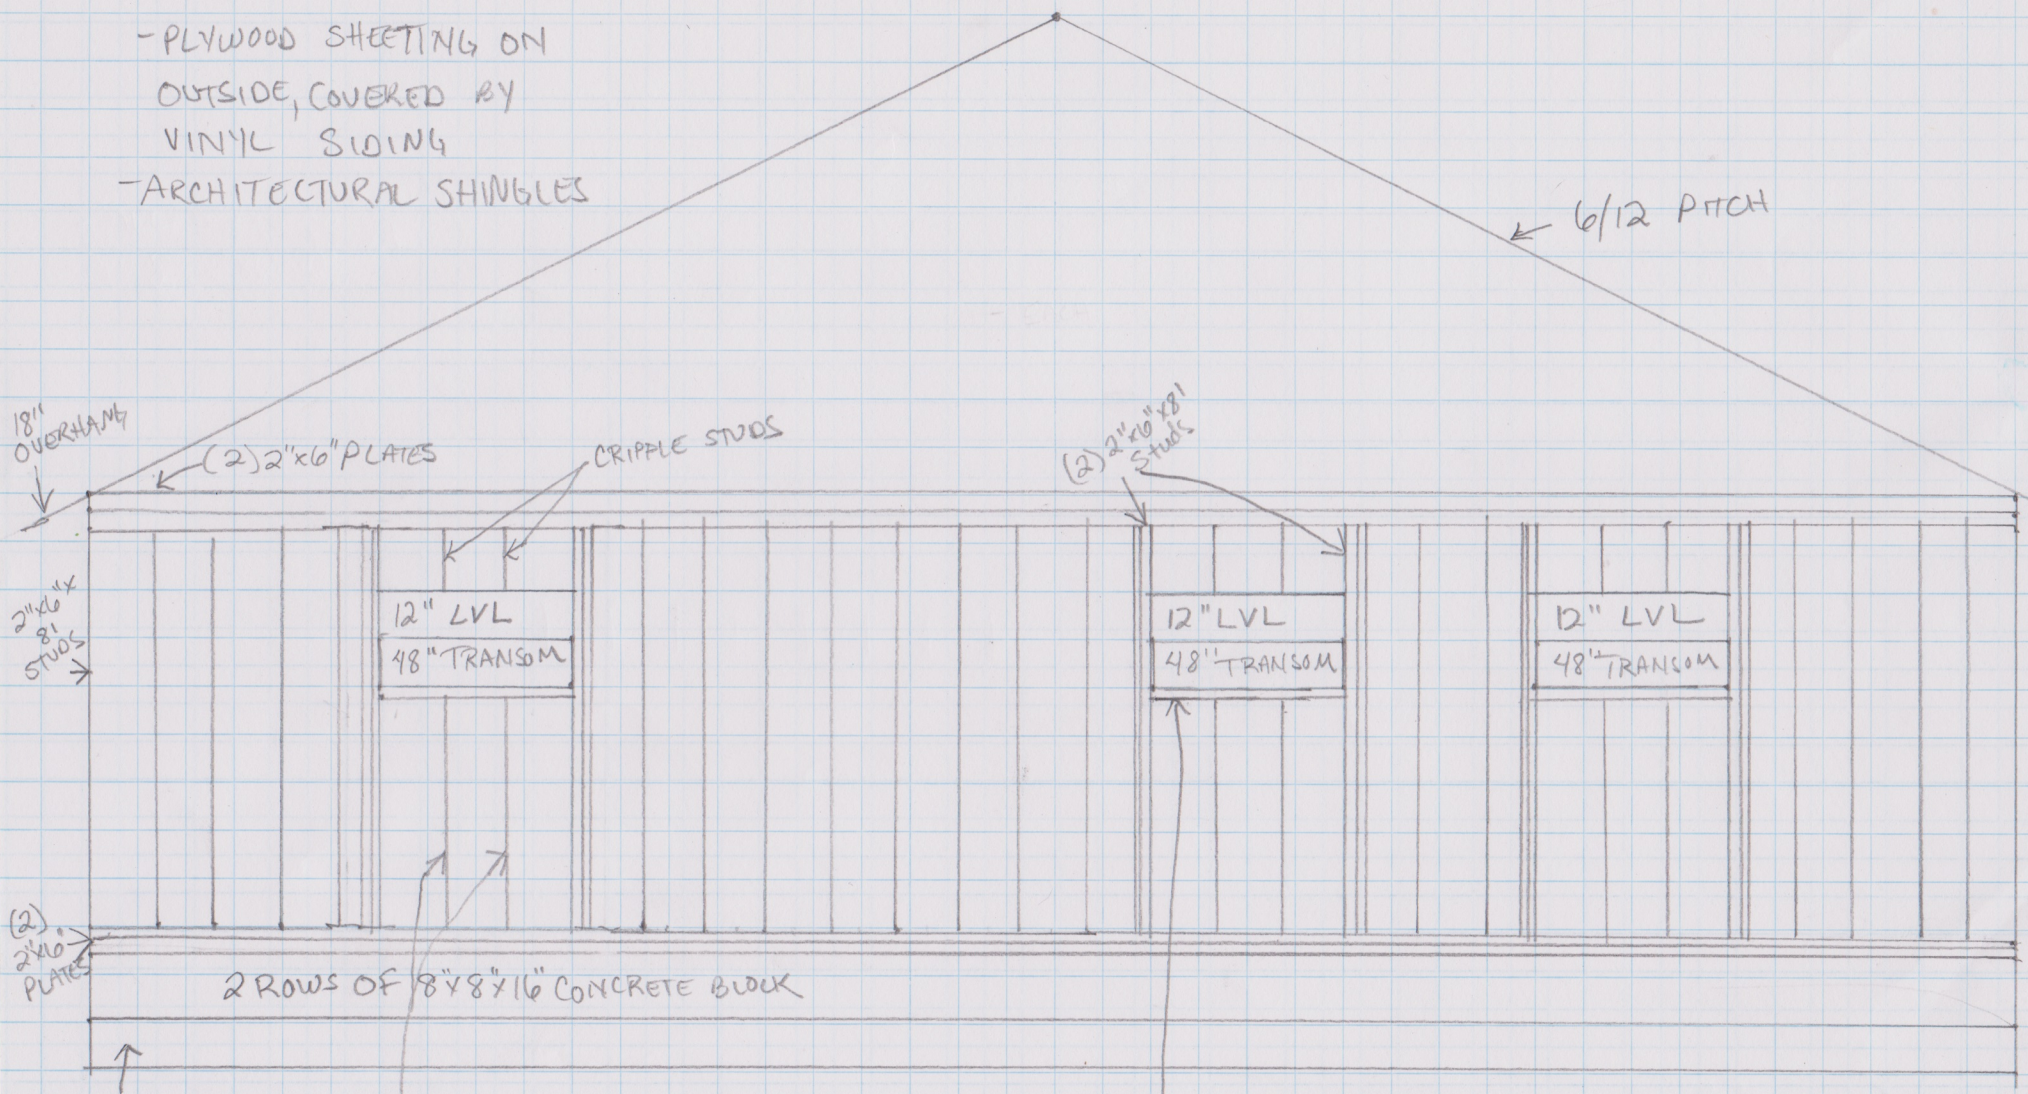 -PLYWOOD SHEETING ON
OUTSIDE, COVERED BY
VINYL SIDING
-ARCHITECTURAL SHINGLES
6/12 PITCH
18"
OVERHANG
(2) 2"x6" PLATES
CRIPPLE STUDS
(2) 2"x6"x8'
Studs
2"x6"x
8'
STUDS
12" LVL
48" TRANSOM
12" LVL
48" TRANSOM
12" LVL
48" TRANSOM
(2)
2"x6"
PLATES
2 ROWS OF 8"x8"x16" CONCRETE BLOCK